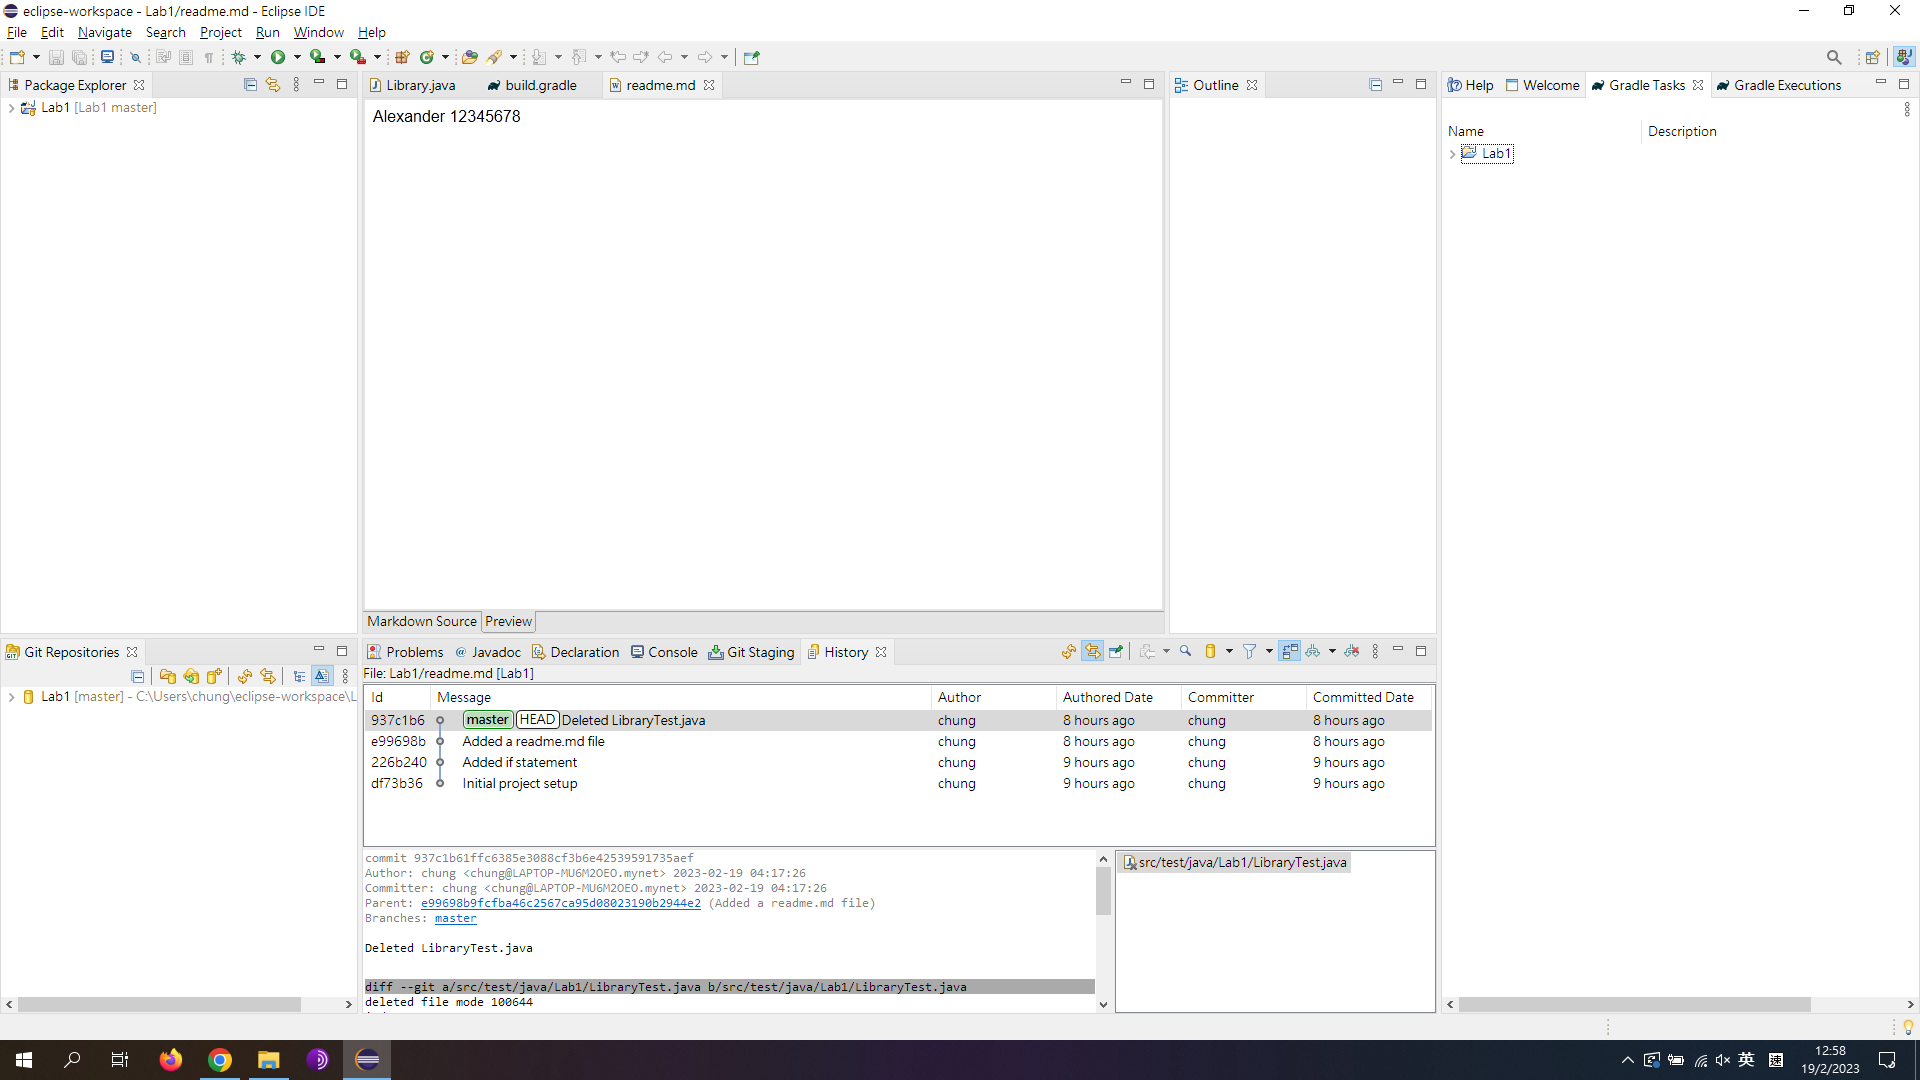 eclipse-workspace - Lab1/readme.md - Eclipse IDE
File Edit Navigate Search Project Run Window Help
Package Explorer
Lab1 [Lab1 master]
Library.java build.gradle readme.md
Alexander 12345678
Markdown Source Preview
Outline
Help Welcome Gradle Tasks Gradle Executions
Name Description
Lab1
Git Repositories
Lab1 [master] - C:\Users\chung\eclipse-workspace\L
Problems @ Javadoc Declaration Console Git Staging History
File: Lab1/readme.md [Lab1]
Id Message Author Authored Date Committer Committed Date
937c1b6 master HEAD Deleted LibraryTest.java chung 8 hours ago chung 8 hours ago
e99698b Added a readme.md file chung 8 hours ago chung 8 hours ago
226b240 Added if statement chung 9 hours ago chung 9 hours ago
df73b36 Initial project setup chung 9 hours ago chung 9 hours ago
commit 937c1b61ffc6385e3088cf3b6e42539591735aef
Author: chung <chung@LAPTOP-MU6M2OEO.mynet> 2023-02-19 04:17:26
Committer: chung <chung@LAPTOP-MU6M2OEO.mynet> 2023-02-19 04:17:26
Parent: e99698b9fcfba46c2567ca95d08023190b2944e2 (Added a readme.md file)
Branches: master
Deleted LibraryTest.java
diff --git a/src/test/java/Lab1/LibraryTest.java b/src/test/java/Lab1/LibraryTest.java
deleted file mode 100644
src/test/java/Lab1/LibraryTest.java
英 速
12:58
19/2/2023